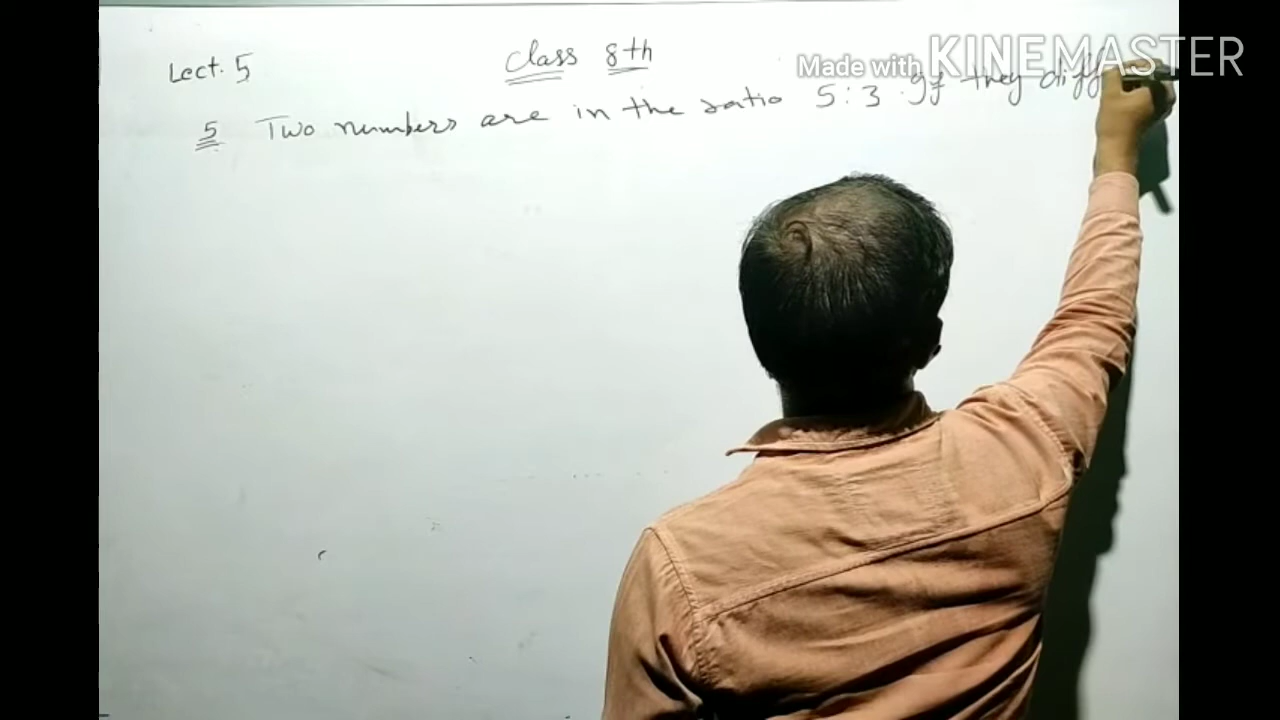 Lect. 5 Class 8th
Made with KINEMASTER
5 Two numbers are in the ratio 5:3. If they diff